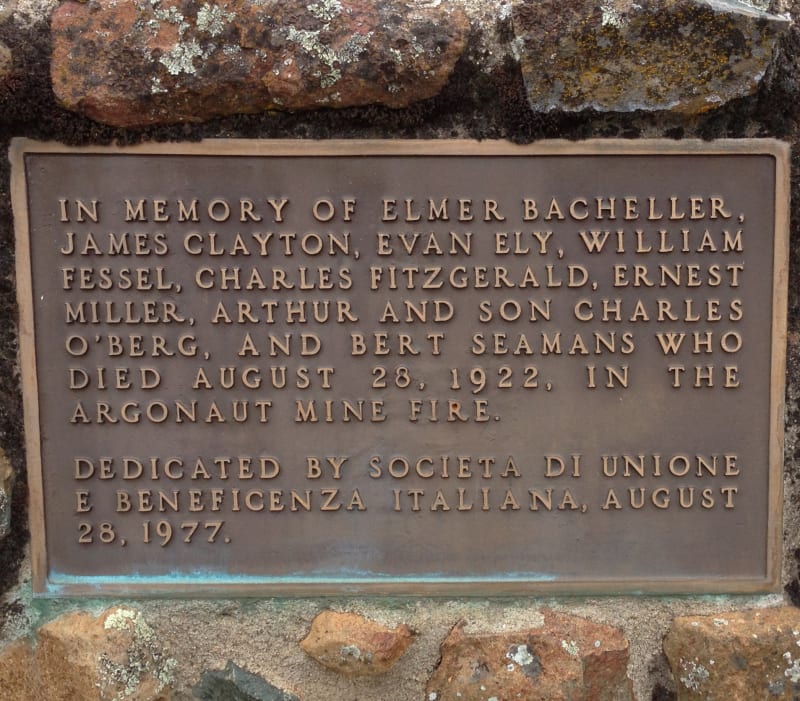 IN MEMORY OF ELMER BACHELLER,
JAMES CLAYTON, EVAN ELY, WILLIAM
FESSEL, CHARLES FITZGERALD, ERNEST
MILLER, ARTHUR AND SON CHARLES
O'BERG, AND BERT SEAMANS WHO
DIED AUGUST 28, 1922, IN THE
ARGONAUT MINE FIRE.
DEDICATED BY SOCIETA DI UNIONE
E BENEFICENZA ITALIANA, AUGUST
28, 1977.